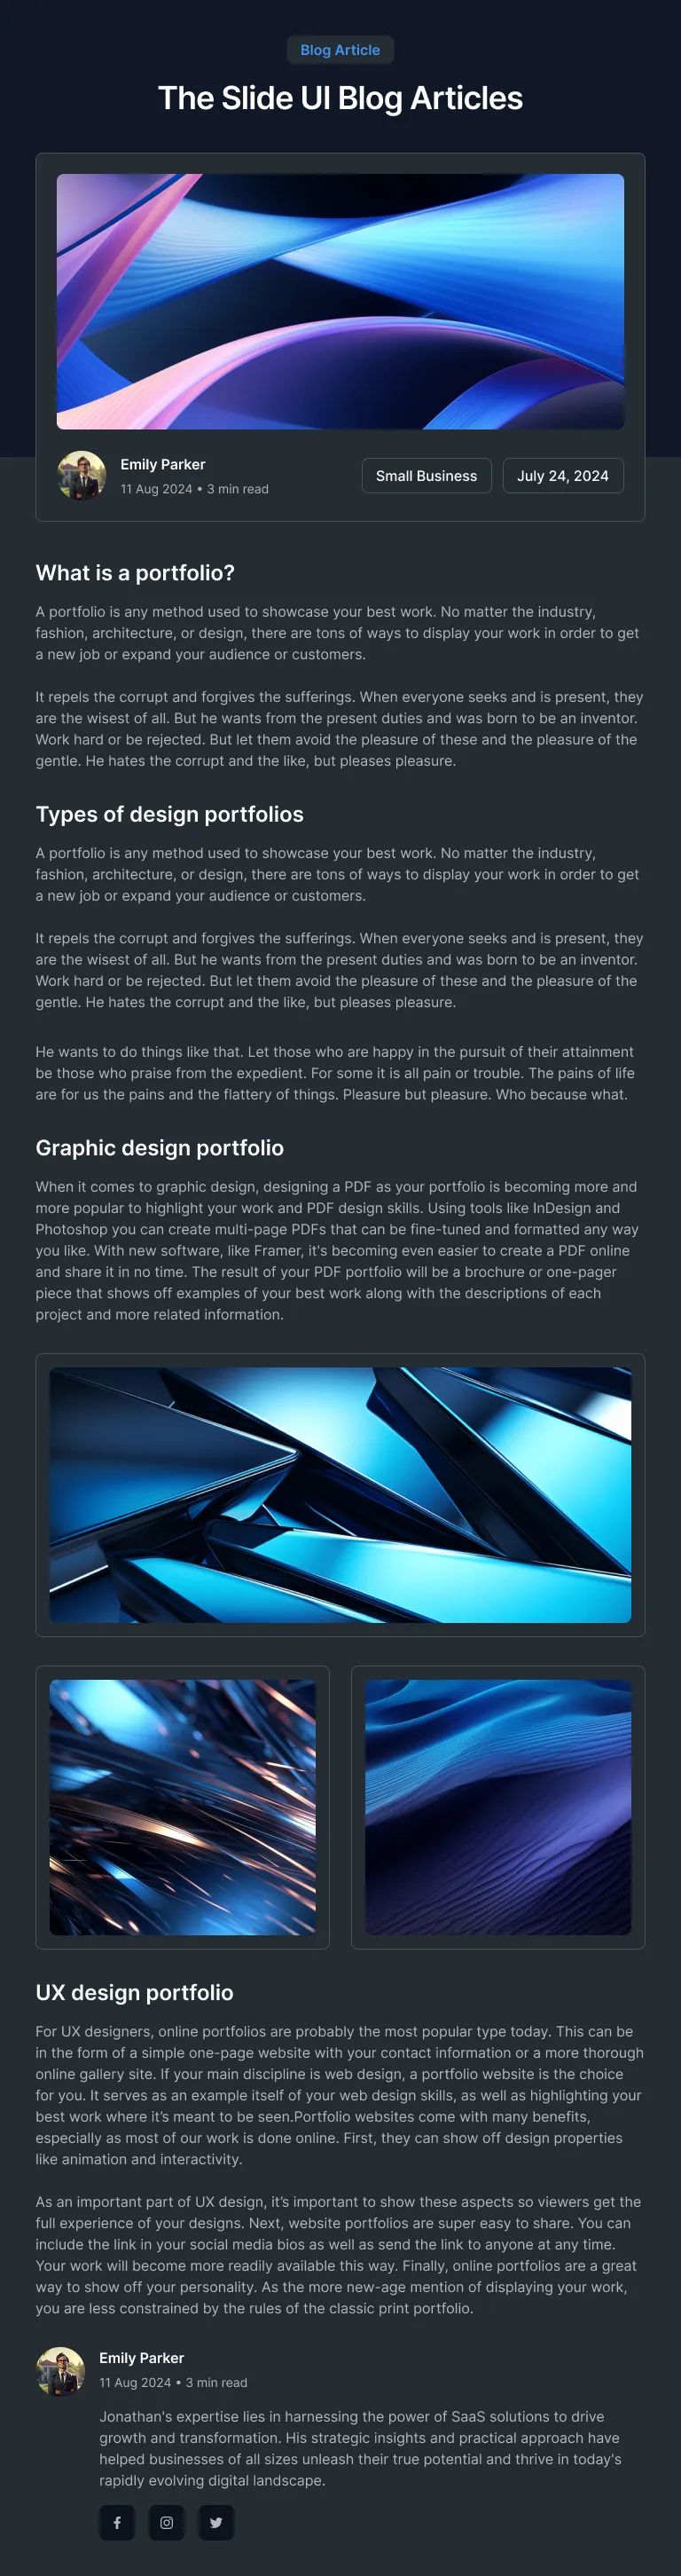 Blog Article
The Slide UI Blog Articles
Emily Parker
11 Aug 2024 • 3 min read
Small Business
July 24, 2024
What is a portfolio?
A portfolio is any method used to showcase your best work. No matter the industry,
fashion, architecture, or design, there are tons of ways to display your work in order to get
a new job or expand your audience or customers.
It repels the corrupt and forgives the sufferings. When everyone seeks and is present, they
are the wisest of all. But he wants from the present duties and was born to be an inventor.
Work hard or be rejected. But let them avoid the pleasure of these and the pleasure of the
gentle. He hates the corrupt and the like, but pleases pleasure.
Types of design portfolios
A portfolio is any method used to showcase your best work. No matter the industry,
fashion, architecture, or design, there are tons of ways to display your work in order to get
a new job or expand your audience or customers.
It repels the corrupt and forgives the sufferings. When everyone seeks and is present, they
are the wisest of all. But he wants from the present duties and was born to be an inventor.
Work hard or be rejected. But let them avoid the pleasure of these and the pleasure of the
gentle. He hates the corrupt and the like, but pleases pleasure.
He wants to do things like that. Let those who are happy in the pursuit of their attainment
be those who praise from the expedient. For some it is all pain or trouble. The pains of life
are for us the pains and the flattery of things. Pleasure but pleasure. Who because what.
Graphic design portfolio
When it comes to graphic design, designing a PDF as your portfolio is becoming more and
more popular to highlight your work and PDF design skills. Using tools like InDesign and
Photoshop you can create multi-page PDFs that can be fine-tuned and formatted any way
you like. With new software, like Framer, it's becoming even easier to create a PDF online
and share it in no time. The result of your PDF portfolio will be a brochure or one-pager
piece that shows off examples of your best work along with the descriptions of each
project and more related information.
UX design portfolio
For UX designers, online portfolios are probably the most popular type today. This can be
in the form of a simple one-page website with your contact information or a more thorough
online gallery site. If your main discipline is web design, a portfolio website is the choice
for you. It serves as an example itself of your web design skills, as well as highlighting your
best work where it’s meant to be seen.Portfolio websites come with many benefits,
especially as most of our work is done online. First, they can show off design properties
like animation and interactivity.
As an important part of UX design, it’s important to show these aspects so viewers get the
full experience of your designs. Next, website portfolios are super easy to share. You can
include the link in your social media bios as well as send the link to anyone at any time.
Your work will become more readily available this way. Finally, online portfolios are a great
way to show off your personality. As the more new-age mention of displaying your work,
you are less constrained by the rules of the classic print portfolio.
Emily Parker
11 Aug 2024 • 3 min read
Jonathan's expertise lies in harnessing the power of SaaS solutions to drive
growth and transformation. His strategic insights and practical approach have
helped businesses of all sizes unleash their true potential and thrive in today's
rapidly evolving digital landscape.